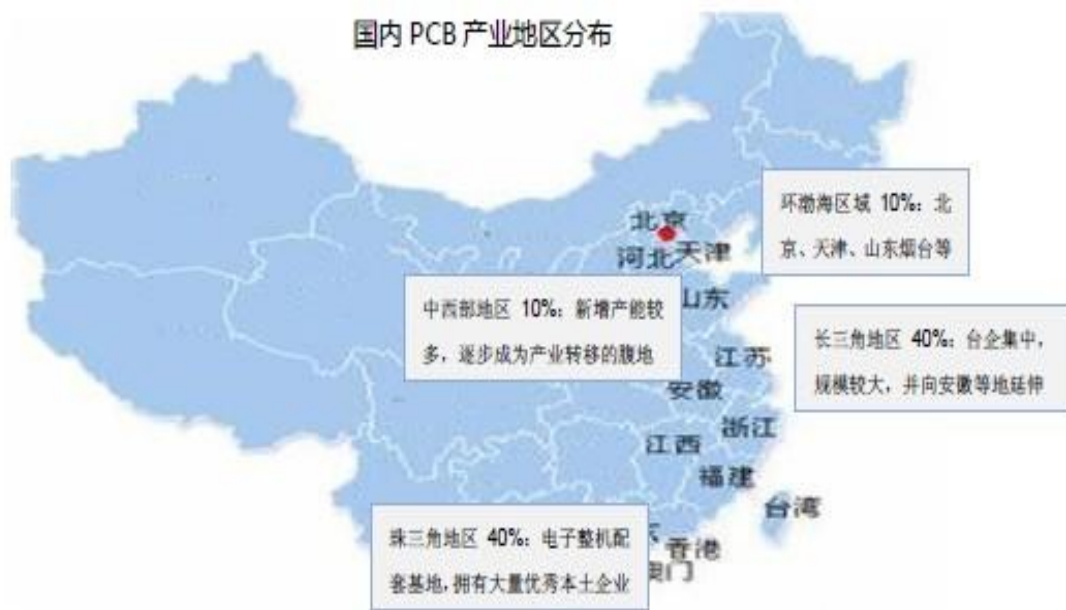 国内 PCB 产业地区分布
环渤海区域 10%：北
京、天津、山东烟台等
北京
河北
天津
中西部地区 10%：新增产能较
多，逐步成为产业转移的腹地
山东
长三角地区 40%：台企集中，
规模较大，并向安徽等地延伸
江苏
安徽
浙江
江西
福建
台湾
珠三角地区 40%：电子整机配
套基地，拥有大量优秀本土企业
香港
澳门